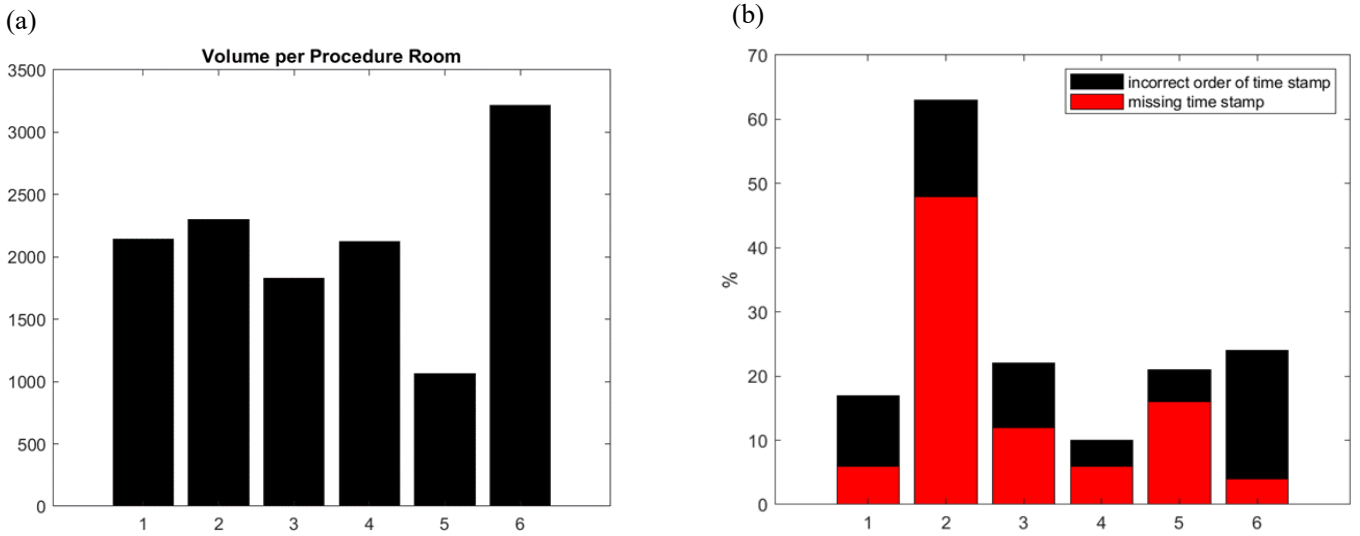 (a)
Volume per Procedure Room
3500
3000
2500
2000
1500
1000
500
0
1 2 3 4 5 6
(b)
70
60
50
40
30
20
10
0
%
incorrect order of time stamp
missing time stamp
1 2 3 4 5 6